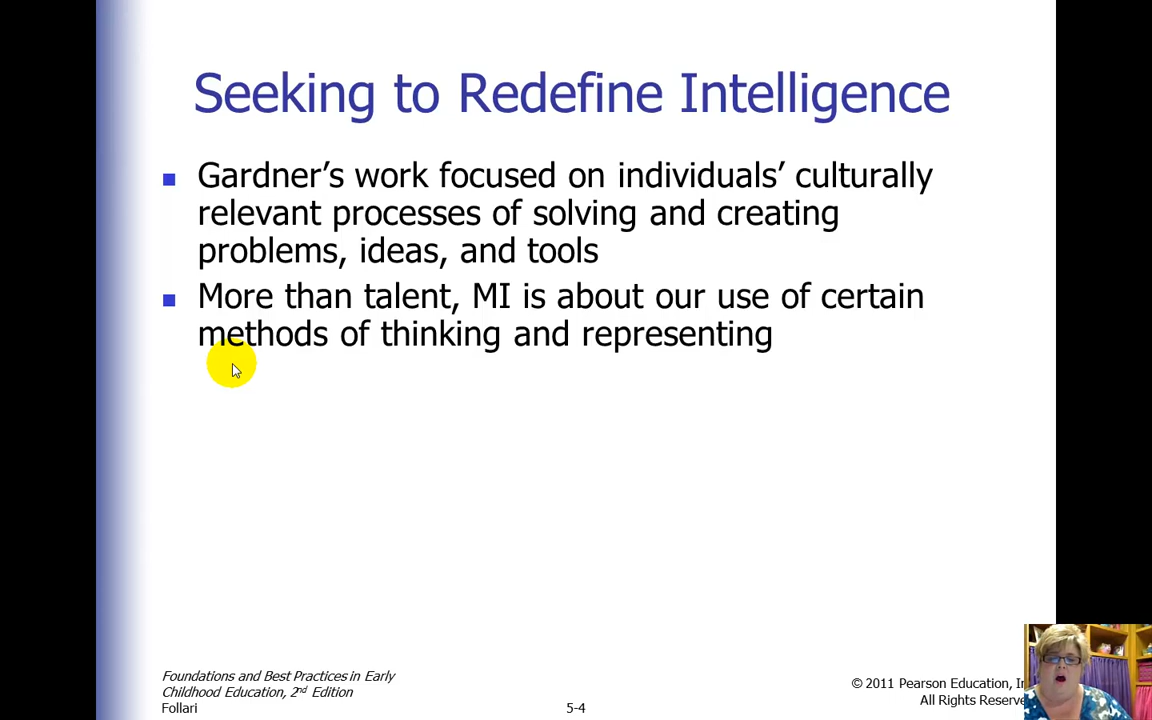 Seeking to Redefine Intelligence
Gardner’s work focused on individuals’ culturally
relevant processes of solving and creating
problems, ideas, and tools
More than talent, MI is about our use of certain
methods of thinking and representing
Foundations and Best Practices in Early
Childhood Education, 2nd Edition
Follari
5-4
© 2011 Pearson Education,
All Rights